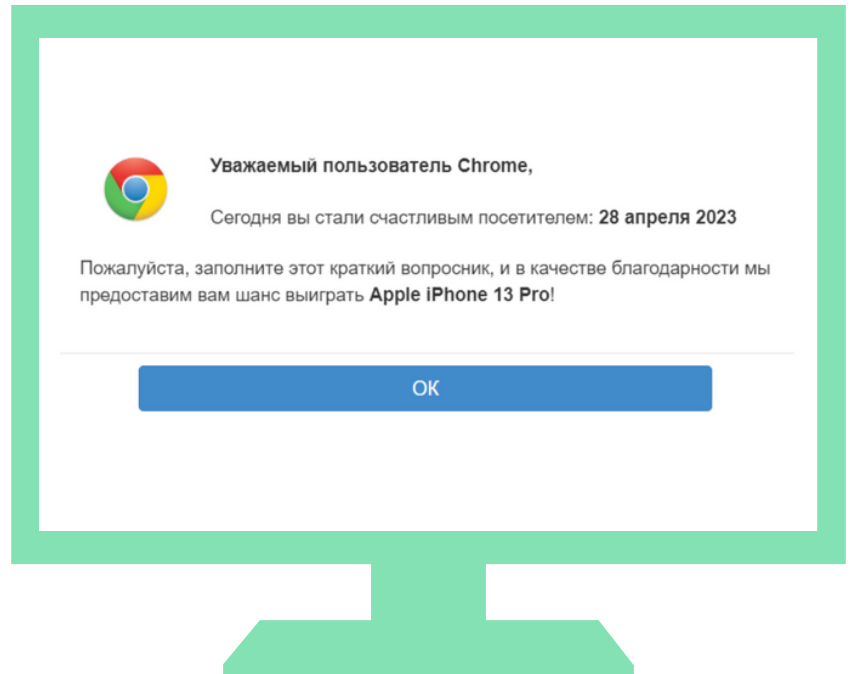 Уважаемый пользователь Chrome,
Сегодня вы стали счастливым посетителем: 28 апреля 2023
Пожалуйста, заполните этот краткий вопросник, и в качестве благодарности мы
предоставим вам шанс выиграть Apple iPhone 13 Pro!
ОК